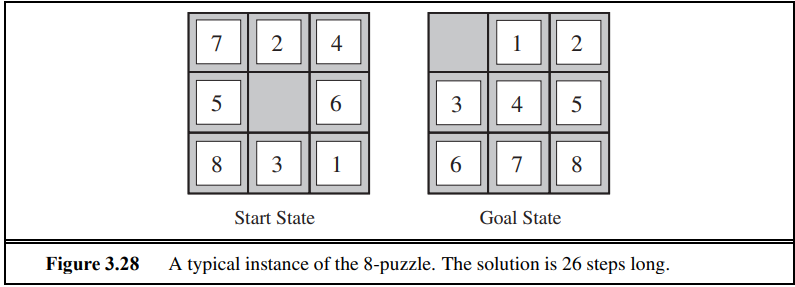 7 2 4 1 2
5 6 3 4 5
8 3 1 6 7 8
Start State Goal State
Figure 3.28 A typical instance of the 8-puzzle. The solution is 26 steps long.